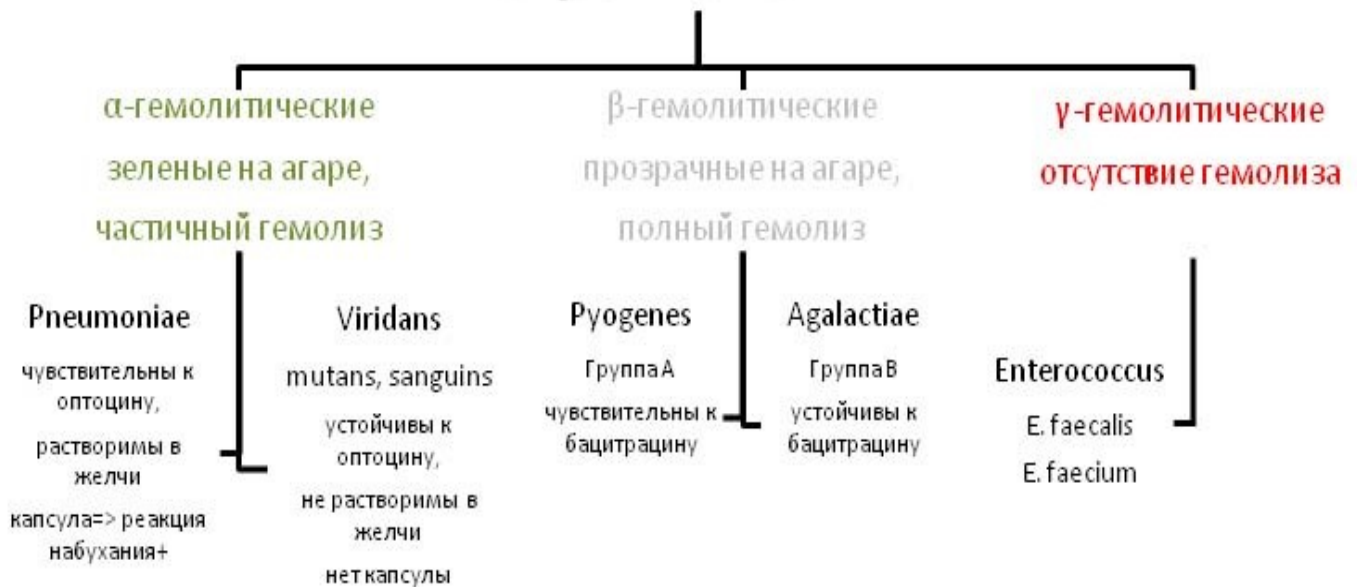 α-гемолитические
зеленые на агаре,
частичный гемолиз
β-гемолитические
прозрачные на агаре,
полный гемолиз
γ-гемолитические
отсутствие гемолиза
Pneumoniae
чувствительны к
оптоцину,
растворимы в
желчи
капсула=> реакция
набухания+
Viridans
mutans, sanguins
устойчивы к
оптоцину,
не растворимы в
желчи
нет капсулы
Pyogenes
Группа А
чувствительны к
бацитрацину
Agalactiae
Группа В
устойчивы к
бацитрацину
Enterococcus
E. faecalis
E. faecium